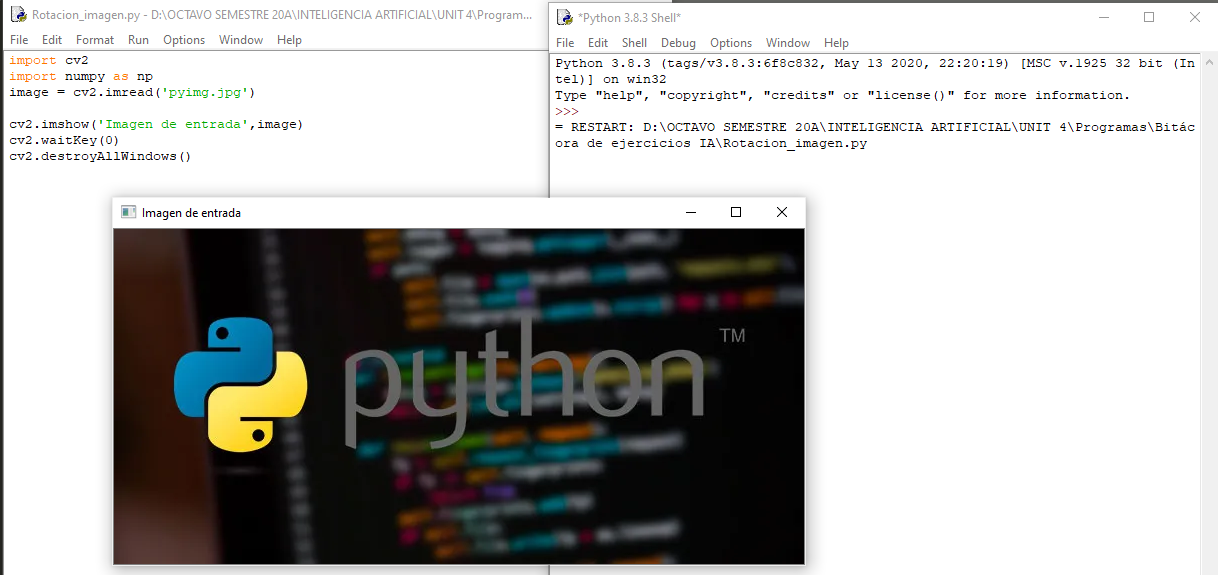 Rotacion_imagen.py - D:\OCTAVO SEMESTRE 20A\INTELIGENCIA ARTIFICIAL\UNIT 4\Program...
File Edit Format Run Options Window Help
import cv2
import numpy as np
image = cv2.imread('pyimg.jpg')
cv2.imshow('Imagen de entrada',image)
cv2.waitKey(0)
cv2.destroyAllWindows()
*Python 3.8.3 Shell*
File Edit Shell Debug Options Window Help
Python 3.8.3 (tags/v3.8.3:6f8c832, May 13 2020, 22:20:19) [MSC v.1925 32 bit (In
tel)] on win32
Type "help", "copyright", "credits" or "license()" for more information.
>>>
= RESTART: D:\OCTAVO SEMESTRE 20A\INTELIGENCIA ARTIFICIAL\UNIT 4\Programas\Bitác
ora de ejercicios IA\Rotacion_imagen.py
Imagen de entrada
python TM